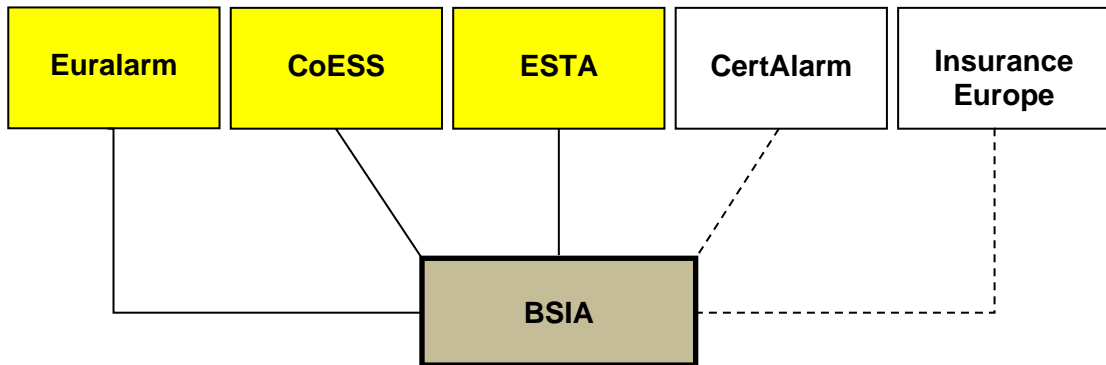 Euralarm
CoESS
ESTA
CertAlarm
Insurance
Europe
BSIA